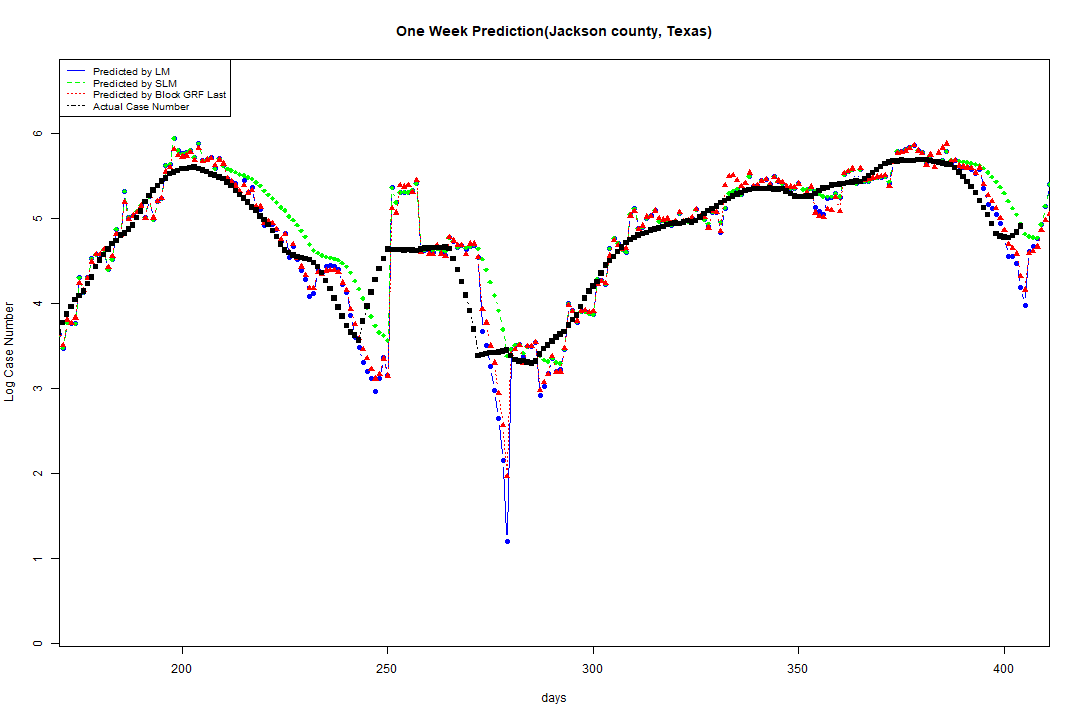 One Week Prediction(Jackson county, Texas)
Predicted by LM
Predicted by SLM
Predicted by Block GRF Last
Actual Case Number
6
5
4
3
2
1
0
Log Case Number
200 250 300 350 400
days